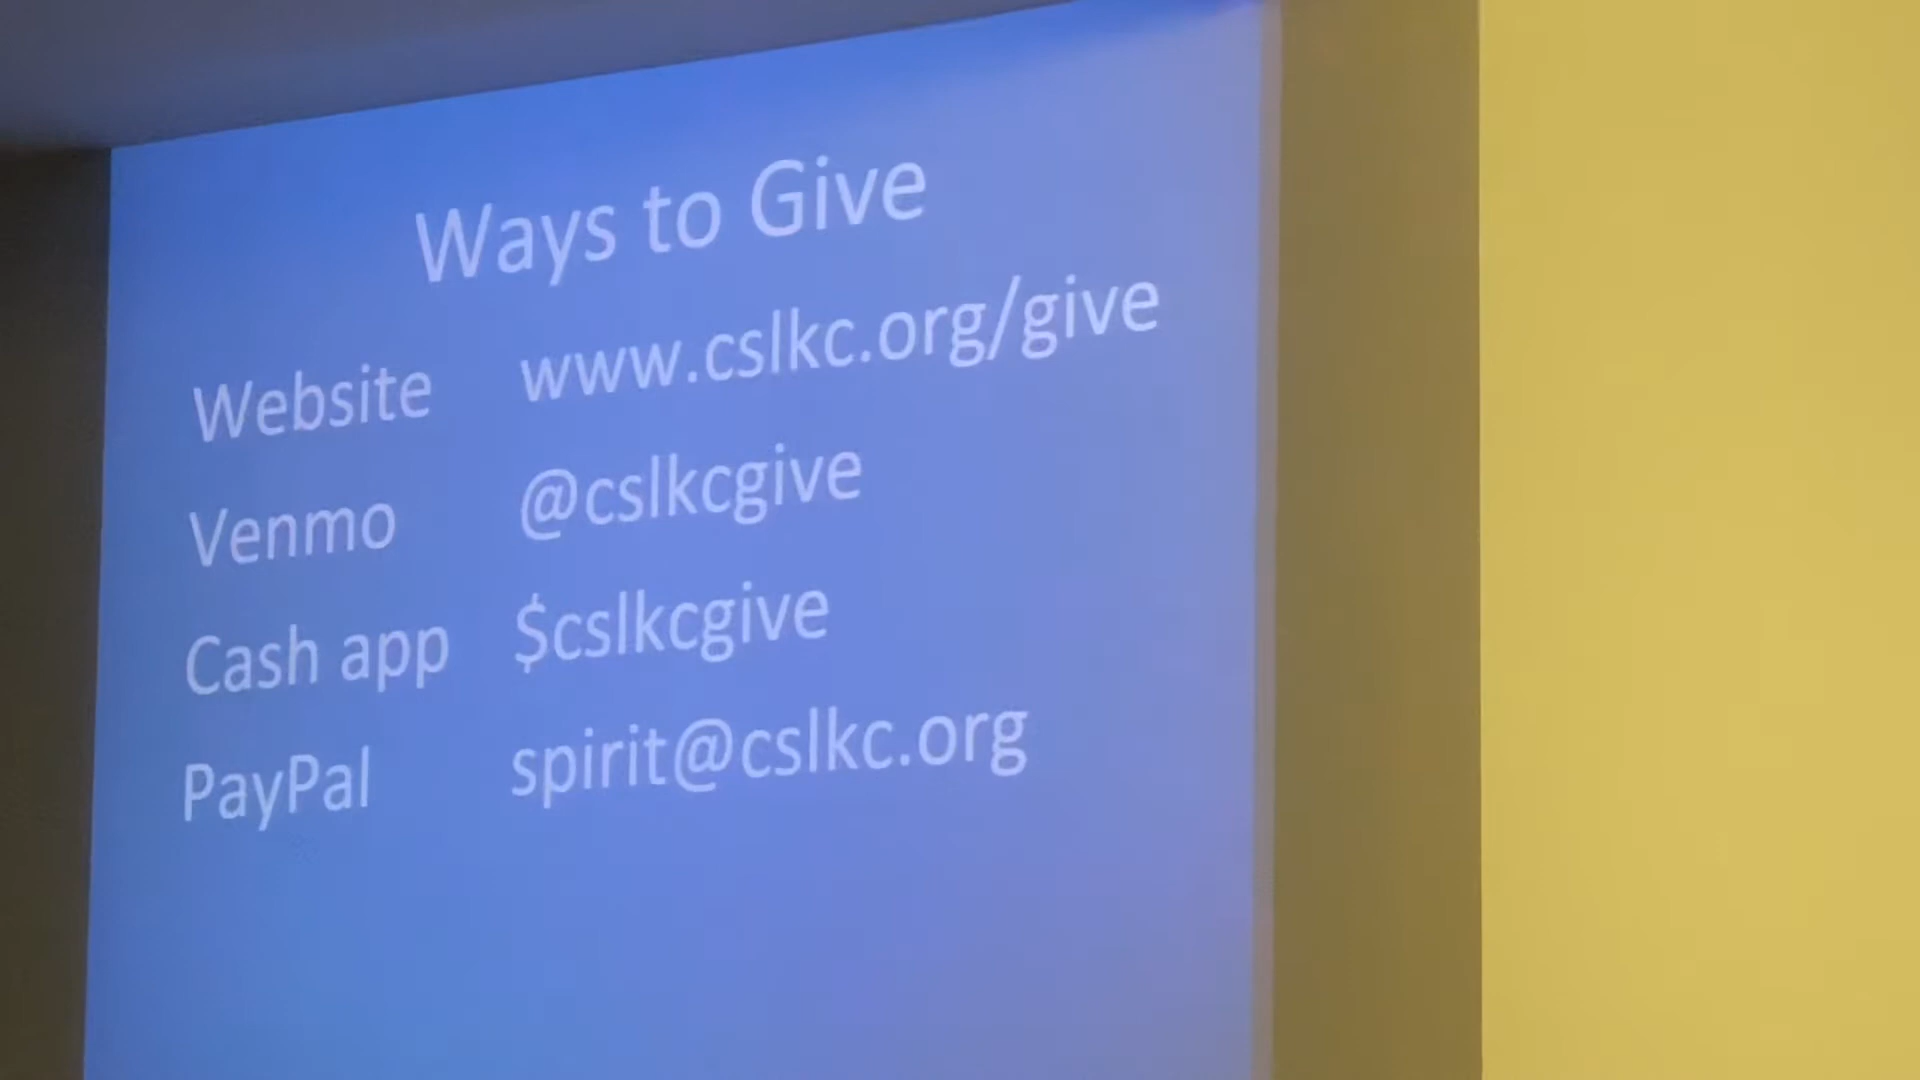 Ways to Give
Website www.cslkc.org/give
Venmo @cslkcgive
Cash app $cslkcgive
PayPal spirit@cslkc.org